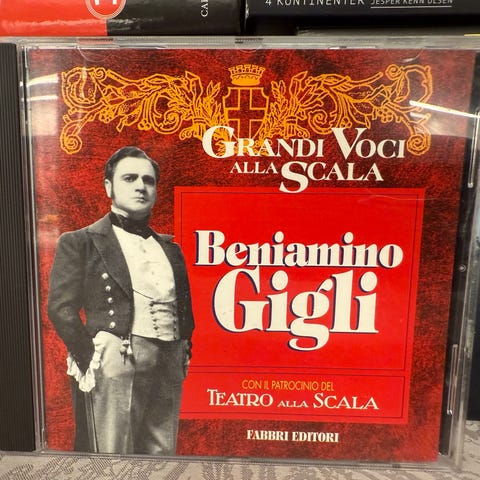 CAR
4 KONTINENTER
JESPER KENN OLSEN
GRANDI VOCI
ALLA SCALA
Beniamino
Gigli
CON IL PATROCINIO DEL
TEATRO ALLA SCALA
FABBRI EDITORI